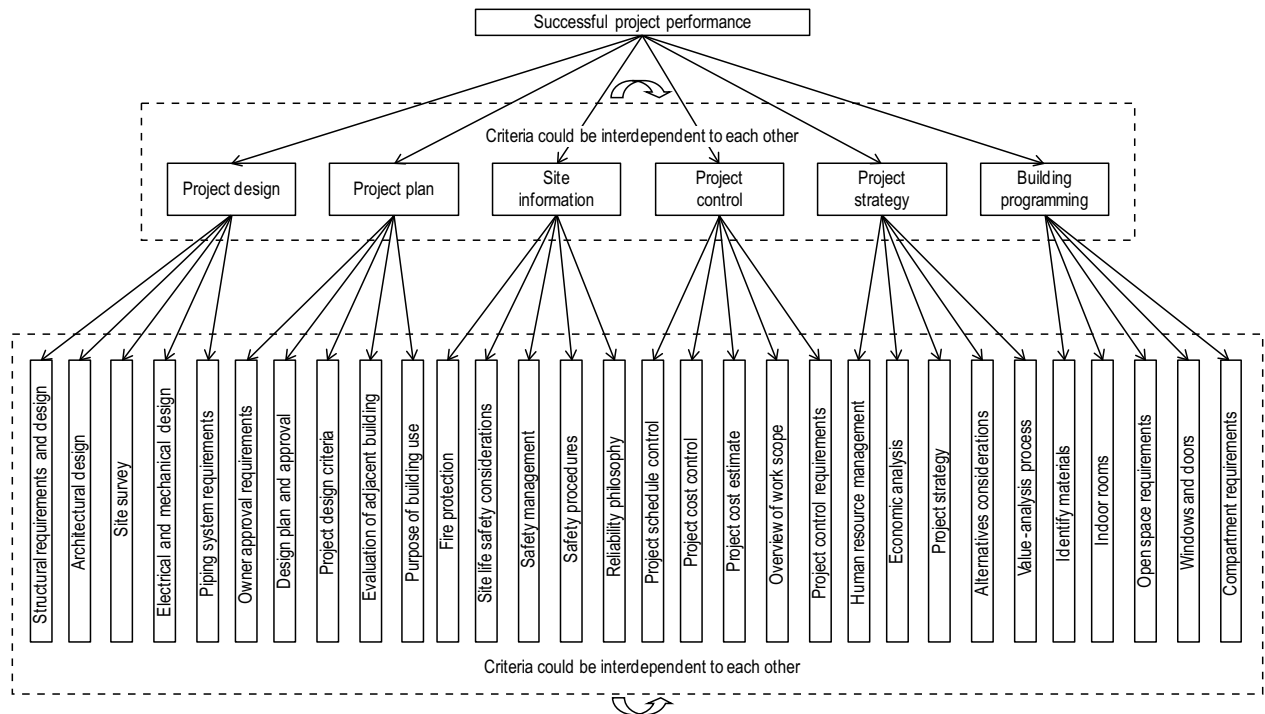 Successful project performance
Criteria could be interdependent to each other
Project design
Project plan
Site
information
Project
control
Project
strategy
Building
programming
Structural requirements and design
Architectural design
Site survey
Electrical and mechanical design
Piping system requirements
Owner approval requirements
Design plan and approval
Project design criteria
Evaluation of adjacent building
Purpose of building use
Fire protection
Site life safety considerations
Safety management
Safety procedures
Reliability philosophy
Project schedule control
Project cost control
Project cost estimate
Overview of work scope
Project control requirements
Human resource management
Economic analysis
Project strategy
Alternatives considerations
Value-analysis process
Identify materials
Indoor rooms
Open space requirements
Windows and doors
Compartment requirements
Criteria could be interdependent to each other